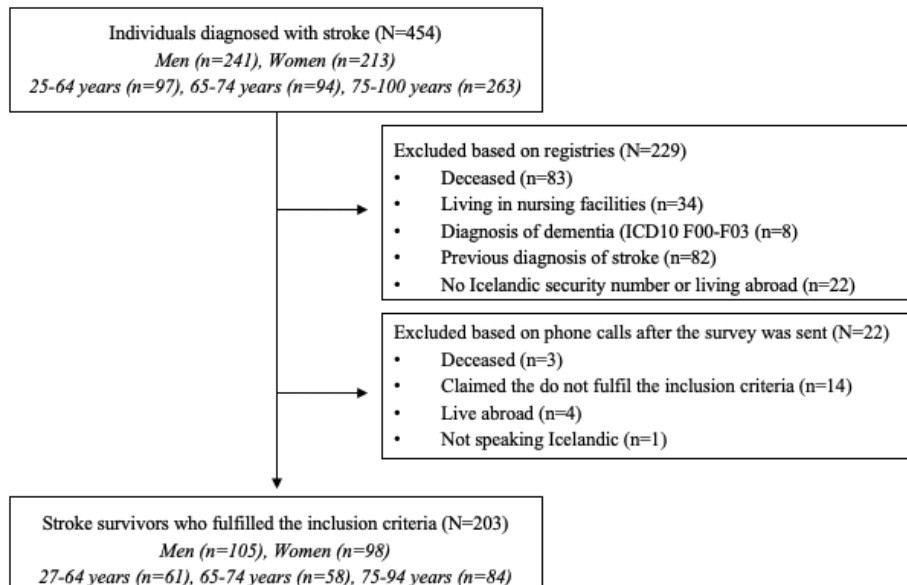 Individuals diagnosed with stroke (N=454)
Men (n=241), Women (n=213)
25-64 years (n=97), 65-74 years (n=94), 75-100 years (n=263)
Excluded based on registries (N=229)
• Deceased (n=83)
• Living in nursing facilities (n=34)
• Diagnosis of dementia (ICD10 F00-F03 (n=8)
• Previous diagnosis of stroke (n=82)
• No Icelandic security number or living abroad (n=22)
Excluded based on phone calls after the survey was sent (N=22)
• Deceased (n=3)
• Claimed the do not fulfil the inclusion criteria (n=14)
• Live abroad (n=4)
• Not speaking Icelandic (n=1)
Stroke survivors who fulfilled the inclusion criteria (N=203)
Men (n=105), Women (n=98)
27-64 years (n=61), 65-74 years (n=58), 75-94 years (n=84)